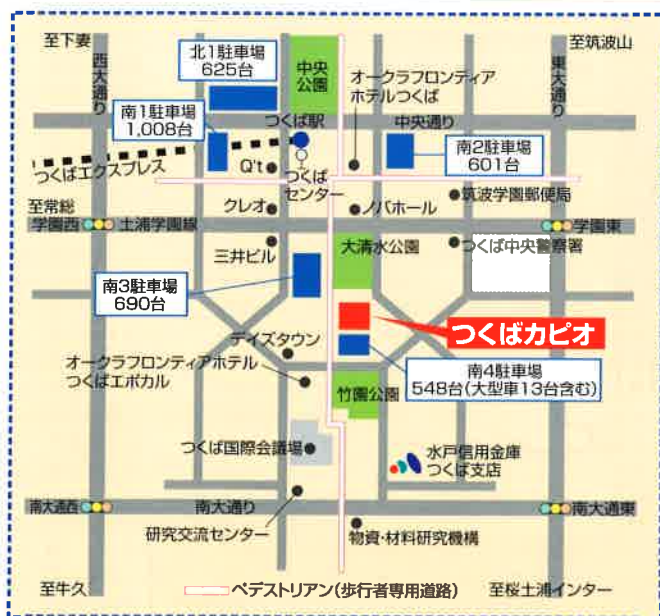 至下妻
至筑波山
西大通り
東大通り
北1駐車場
625台
中央
公園
オークラフロンティア
ホテルつくば
南1駐車場
1,008台
つくば駅
中央通り
南2駐車場
601台
つくばエクスプレス
Q't
つくば
センター
筑波学園郵便局
至常総
クレオ
ノバホール
学園西
土浦学園線
学園東
三井ビル
大清水公園
つくば中央警察署
南3駐車場
690台
つくばカピオ
デイズタウン
オークラフロンティアホテル
つくばエポカル
南4駐車場
548台(大型車13台含む)
竹園公園
つくば国際会議場
水戸信用金庫
つくば支店
南大通西
南大通り
南大通東
研究交流センター
物資・材料研究機構
至牛久
ペデストリアン(歩行者専用道路)
至桜土浦インター